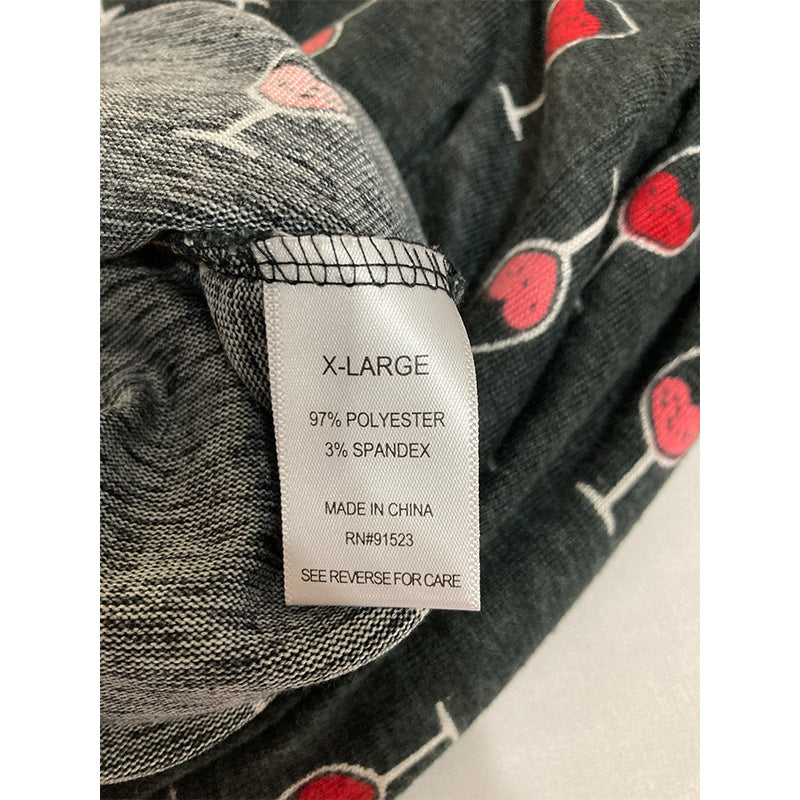 X-LARGE
97% POLYESTER
3% SPANDEX
MADE IN CHINA
RN#91523
SEE REVERSE FOR CARE